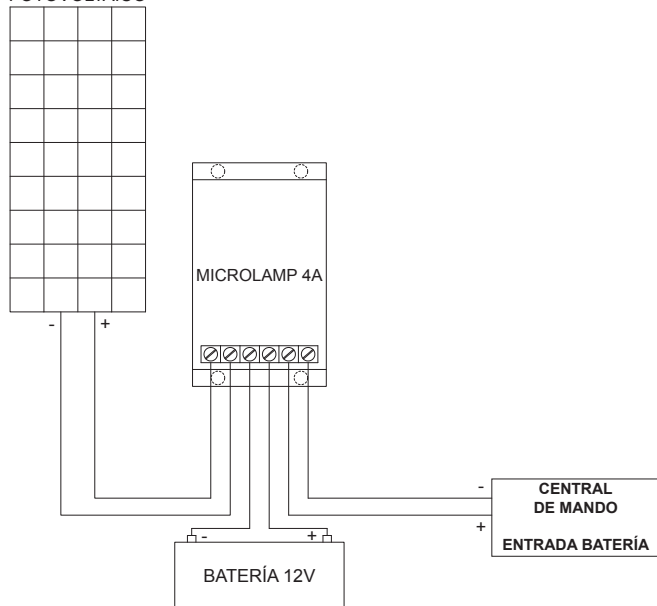 MICROLAMP 4A
- +
-
CENTRAL
DE MANDO
+
ENTRADA BATERÍA
- +
BATERÍA 12V